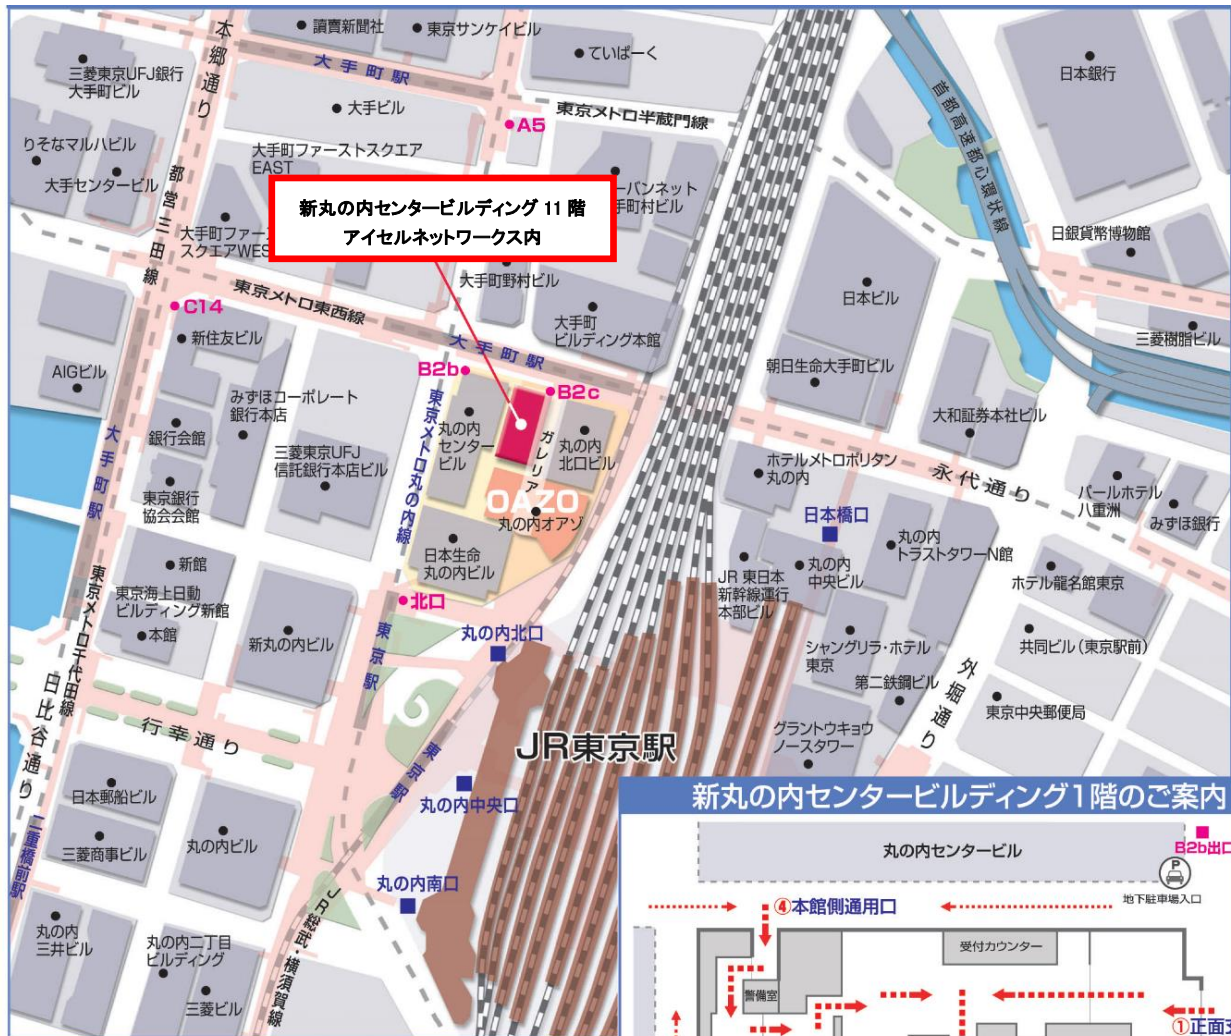 讀賣新聞社
東京サンケイビル
ていぱーく
日本銀行
三菱東京UFJ銀行
大手町ビル
本郷通り
大手町駅
大手ビル
A5
東京メトロ半蔵門線
首都高速都心環状線
りそなマルハビル
大手センタービル
大手町ファーストスクエア
EAST
都営三田線
新丸の内センタービルディング 11 階
アイセルネットワークス内
ーバンネット
手町村ビル
大手町ファー
スクエアWES
日銀貨幣博物館
大手町野村ビル
日本ビル
東京メトロ東西線
C14
新住友ビル
大手町
ビルディング本館
三菱樹脂ビル
大手町駅
朝日生命大手町ビル
AIGビル
B2b
B2c
みずほコーポレート
銀行本店
大和証券本社ビル
銀行会館
三菱東京UFJ
信託銀行本店ビル
東京メトロ丸の内線
丸の内
センター
ビル
ガレリア
丸の内
北口ビル
ホテルメトロポリタン
丸の内
永代通り
パールホテル
八重洲
みずほ銀行
大手町駅
東京銀行
協会会館
OAZO
丸の内オアゾ
日本橋口
丸の内
トラストタワーN館
日本生命
丸の内ビル
新館
東京海上日動
ビルディング新館
本館
JR 東日本
新幹線運行
本部ビル
丸の内
中央ビル
ホテル龍名館東京
北口
東京メトロ千代田線
新丸の内ビル
東京駅
丸の内北口
シャングリラ・ホテル
東京
共同ビル(東京駅前)
第二鉄鋼ビル
外堀通り
東京中央郵便局
日比谷通り
行幸通り
東京駅
JR東京駅
グラントウキョウ
ノースタワー
丸の内中央口
日本郵船ビル
三菱商事ビル
丸の内ビル
二重橋前駅
丸の内南口
JR総武・横須賀線
丸の内
三井ビル
丸の内二丁目
ビルディング
三菱ビル
新丸の内センタービルディング1階のご案内
丸の内センタービル
B2b出口
P
地下駐車場入口
④本館側通用口
受付カウンター
警備室
①正面